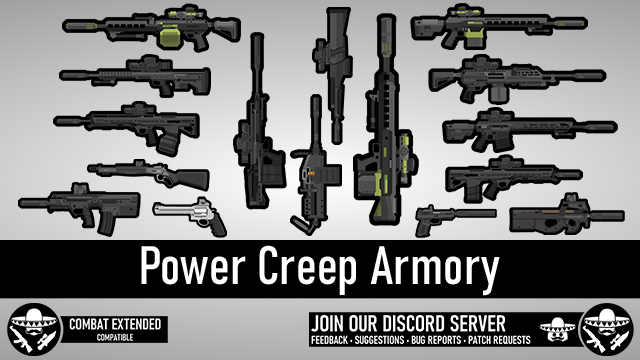 Power Creep Armory
COMBAT EXTENDED
COMPATIBLE
JOIN OUR DISCORD SERVER
FEEDBACK • SUGGESTIONS • BUG REPORTS • PATCH REQUESTS